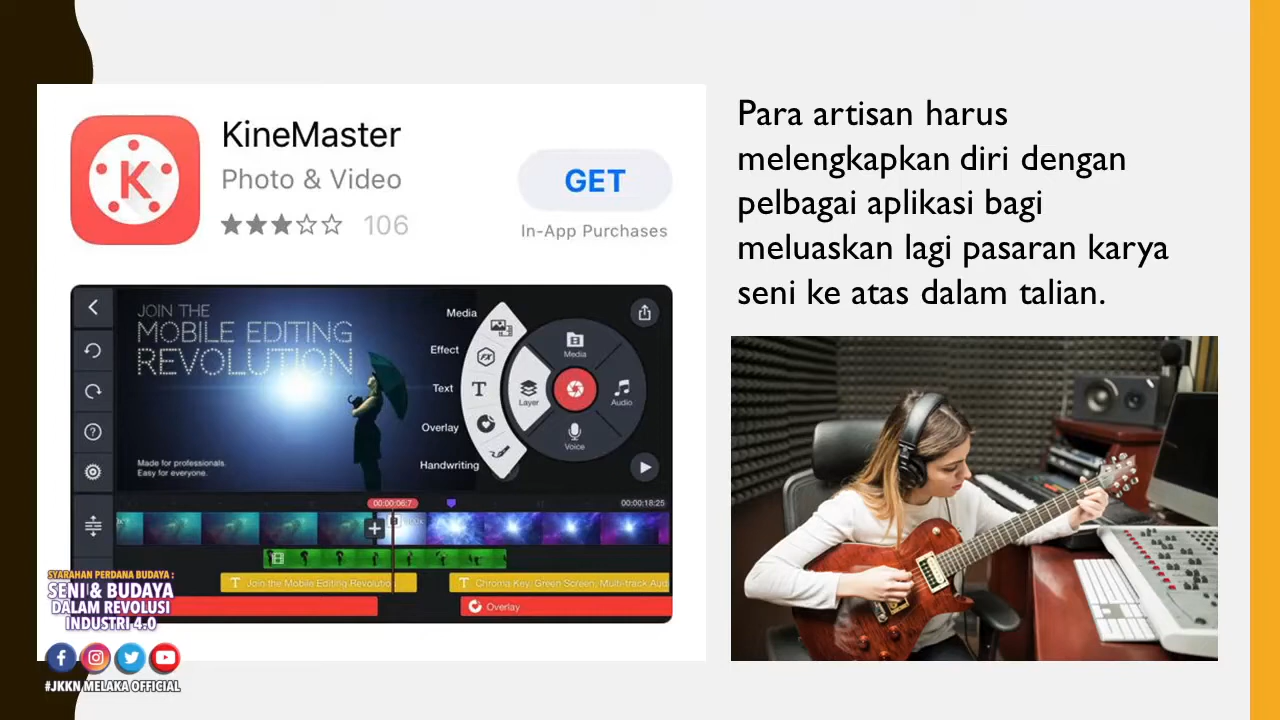 KineMaster
Photo & Video
106
GET
In-App Purchases
K
JOIN THE
MOBILE EDITING
REVOLUTION
Made for professionals.
Easy for everyone.
Media
Effect
Text
Overlay
Handwriting
Media
Layer
Audio
Voice
00:00:06:7
00:00:18:25
Join the Mobile Editing Revolution
Chroma Key, Green Screen, Multi-track Aud
Overlay
Para artisan harus
melengkapkan diri dengan
pelbagai aplikasi bagi
meluaskan lagi pasaran karya
seni ke atas dalam talian.
SYARAHAN PERDANA BUDAYA :
SENI & BUDAYA
DALAM REVOLUSI
INDUSTRI 4.0
#JKKN MELAKA OFFICIAL